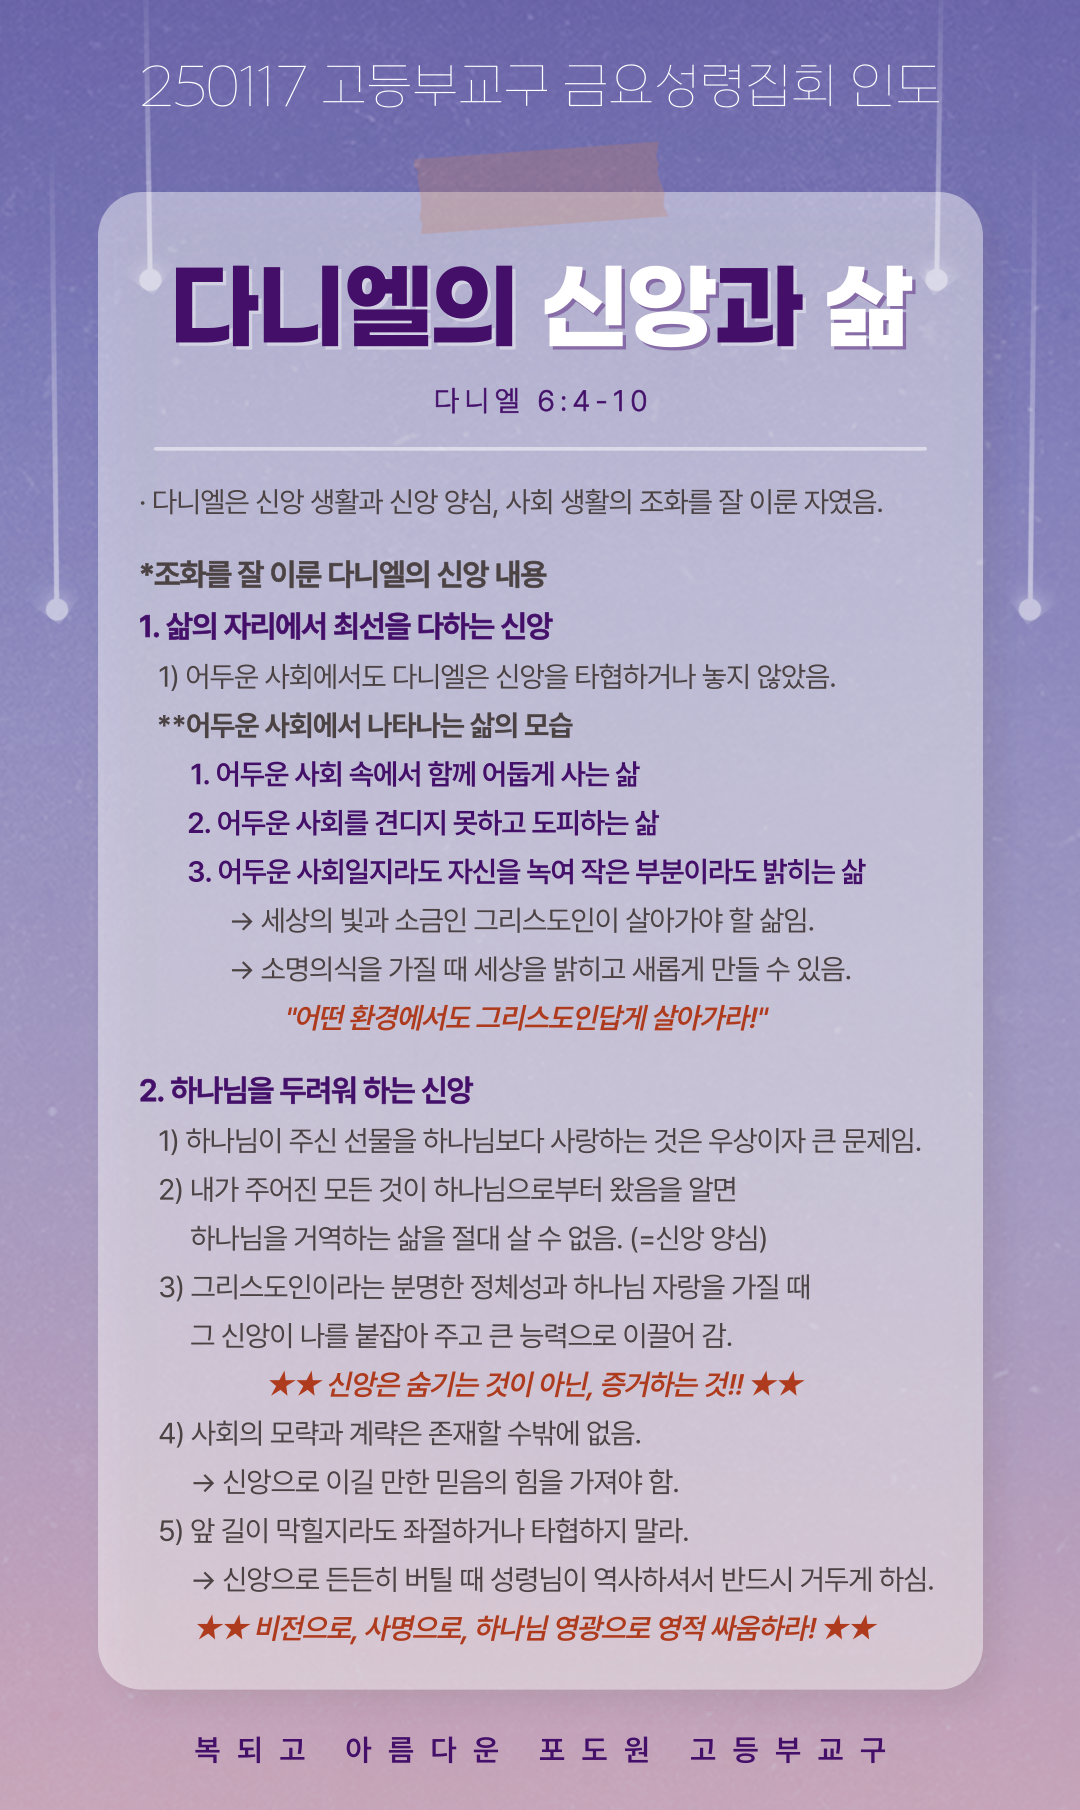 250117 고등부교구 금요성령집회 인도
다니엘의 신앙과 삶
다니엘 6:4-10
· 다니엘은 신앙 생활과 신앙 양심, 사회 생활의 조화를 잘 이룬 자였음.
*조화를 잘 이룬 다니엘의 신앙 내용
1. 삶의 자리에서 최선을 다하는 신앙
1) 어두운 사회에서도 다니엘은 신앙을 타협하거나 놓지 않았음.
**어두운 사회에서 나타나는 삶의 모습
1. 어두운 사회 속에서 함께 어둡게 사는 삶
2. 어두운 사회를 견디지 못하고 도피하는 삶
3. 어두운 사회일지라도 자신을 녹여 작은 부분이라도 밝히는 삶
→ 세상의 빛과 소금인 그리스도인이 살아가야 할 삶임.
→ 소명의식을 가질 때 세상을 밝히고 새롭게 만들 수 있음.
"어떤 환경에서도 그리스도인답게 살아가라!"
2. 하나님을 두려워 하는 신앙
1) 하나님이 주신 선물을 하나님보다 사랑하는 것은 우상이자 큰 문제임.
2) 내가 주어진 모든 것이 하나님으로부터 왔음을 알면
하나님을 거역하는 삶을 절대 살 수 없음. (=신앙 양심)
3) 그리스도인이라는 분명한 정체성과 하나님 자랑을 가질 때
그 신앙이 나를 붙잡아 주고 큰 능력으로 이끌어 감.
★★ 신앙은 숨기는 것이 아닌, 증거하는 것!! ★★
4) 사회의 모략과 계략은 존재할 수밖에 없음.
→ 신앙으로 이길 만한 믿음의 힘을 가져야 함.
5) 앞 길이 막힐지라도 좌절하거나 타협하지 말라.
→ 신앙으로 든든히 버틸 때 성령님이 역사하셔서 반드시 거두게 하심.
★★ 비전으로, 사명으로, 하나님 영광으로 영적 싸움하라! ★★
복되고 아름다운 포도원 고등부교구